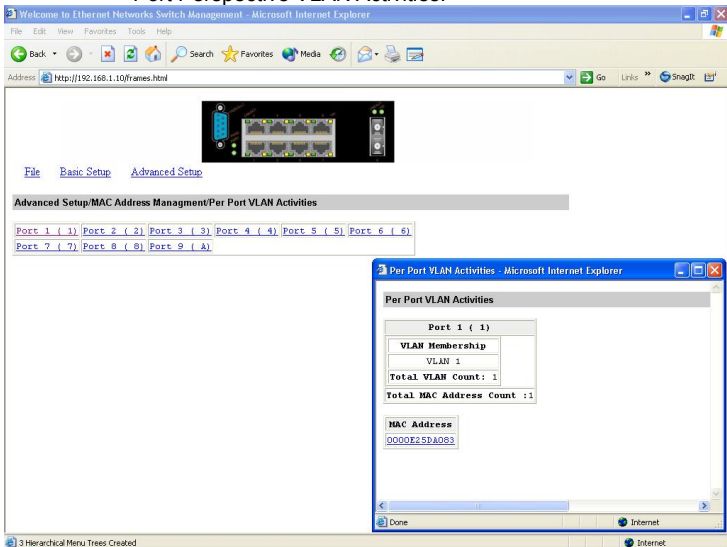 Per Port Perspective VLAN Activities.
Welcome to Ethernet Networks Switch Management - Microsoft Internet Explorer
File Edit View Favorites Tools Help
Back Search Favorites Media
Address http://192.168.1.10/frames.html Go Links » SnagIt
File Basic Setup Advanced Setup
Advanced Setup/MAC Address Managment/Per Port VLAN Activities
Port 1 ( 1) Port 2 ( 2) Port 3 ( 3) Port 4 ( 4) Port 5 ( 5) Port 6 ( 6)
Port 7 ( 7) Port 8 ( 8) Port 9 ( A)
Per Port VLAN Activities - Microsoft Internet Explorer
Per Port VLAN Activities
Port 1 ( 1)
VLAN Membership
VLAN 1
Total VLAN Count: 1
Total MAC Address Count :1
MAC Address
0000E25DA083
Done Internet
3 Hierarchical Menu Trees Created Internet